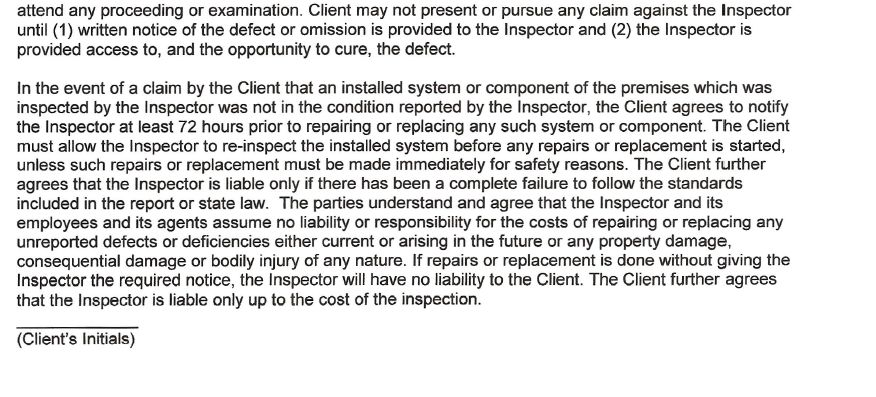 attend any proceeding or examination. Client may not present or pursue any claim against the Inspector
until (1) written notice of the defect or omission is provided to the Inspector and (2) the Inspector is
provided access to, and the opportunity to cure, the defect.
In the event of a claim by the Client that an installed system or component of the premises which was
inspected by the Inspector was not in the condition reported by the Inspector, the Client agrees to notify
the Inspector at least 72 hours prior to repairing or replacing any such system or component. The Client
must allow the Inspector to re-inspect the installed system before any repairs or replacement is started,
unless such repairs or replacement must be made immediately for safety reasons. The Client further
agrees that the Inspector is liable only if there has been a complete failure to follow the standards
included in the report or state law. The parties understand and agree that the Inspector and its
employees and its agents assume no liability or responsibility for the costs of repairing or replacing any
unreported defects or deficiencies either current or arising in the future or any property damage,
consequential damage or bodily injury of any nature. If repairs or replacement is done without giving the
Inspector the required notice, the Inspector will have no liability to the Client. The Client further agrees
that the Inspector is liable only up to the cost of the inspection.
(Client's Initials)